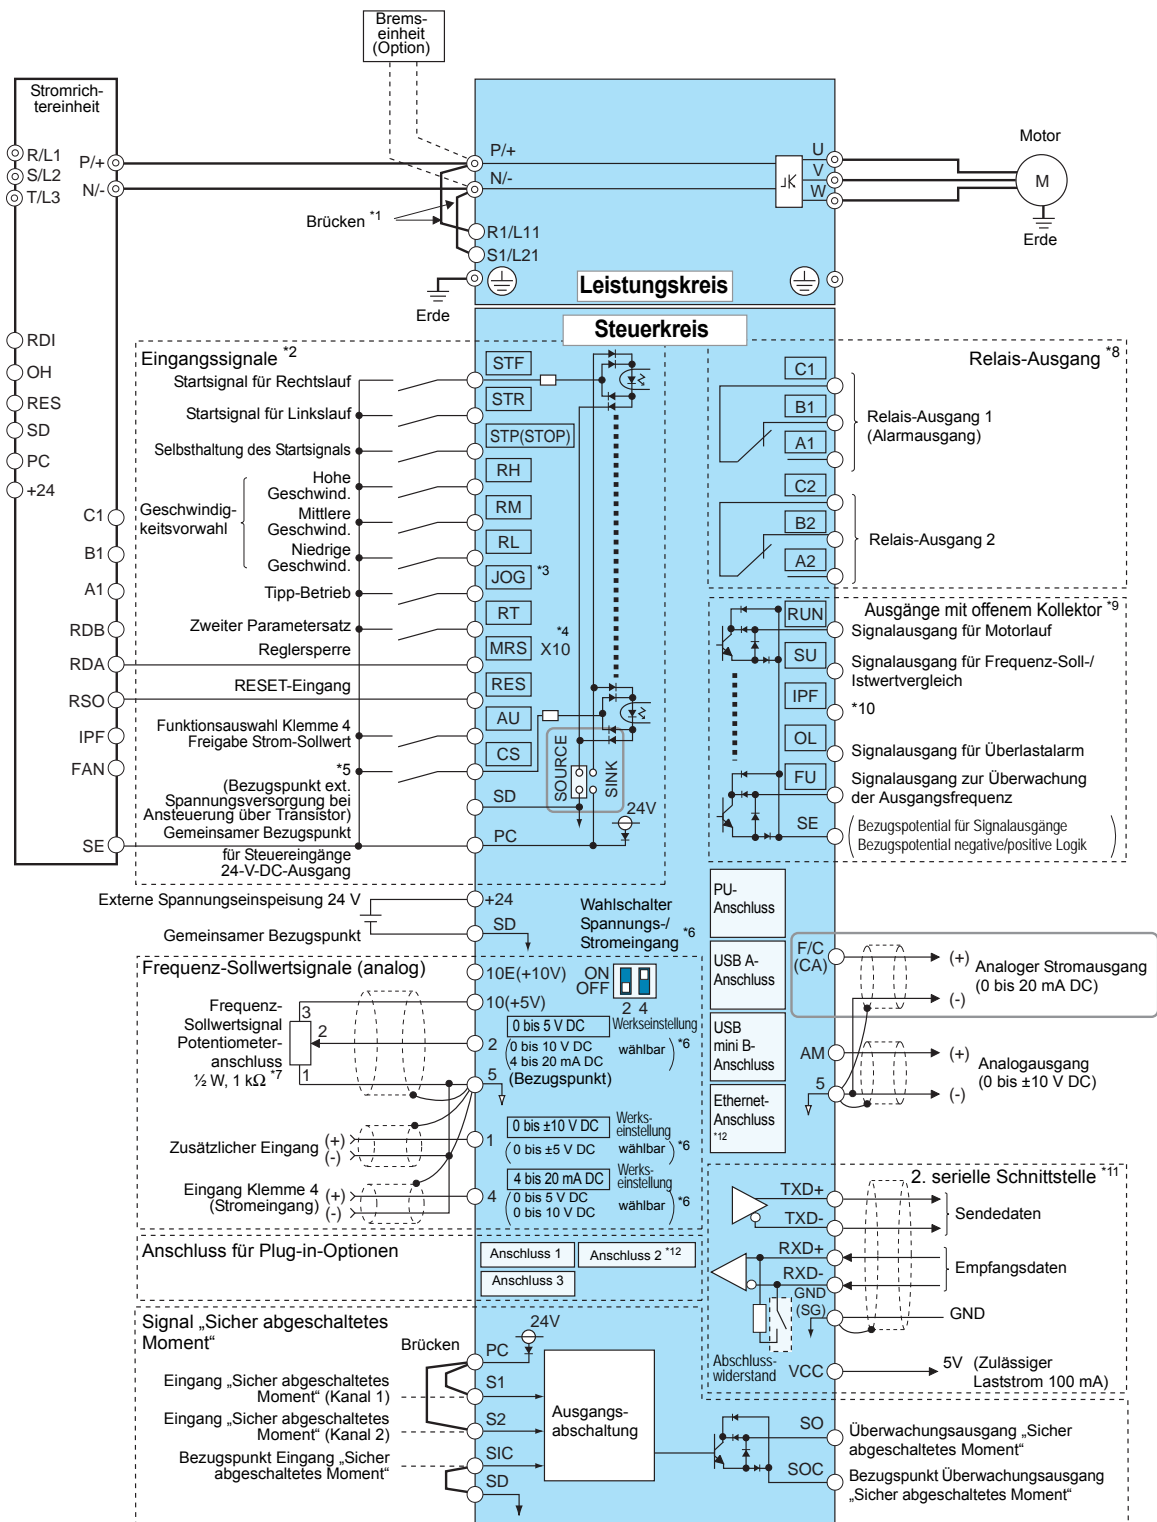 Brems-
einheit
(Option)
Stromrich-
tereinheit
R/L1
S/L2
T/L3
P/+
N/-
P/+
N/-
Brücken *1
R1/L11
S1/L21
Erde
Leistungskreis
U
V
W
Motor
M
Erde
Steuerkreis
RDI
OH
RES
SD
PC
+24
C1
B1
A1
RDB
RDA
RSO
IPF
FAN
SE
Eingangssignale *2
Startsignal für Rechtslauf
STF
Startsignal für Linkslauf
STR
Selbsthaltung des Startsignals
STP(STOP)
Geschwindig-
keitsvorwahl
Hohe
Geschwind.
RH
Mittlere
Geschwind.
RM
Niedrige
Geschwind.
RL
Tipp-Betrieb
JOG *3
Zweiter Parametersatz
RT
Reglersperre
MRS X10 *4
RESET-Eingang
RES
Funktionsauswahl Klemme 4
Freigabe Strom-Sollwert
AU
*5
CS
(Bezugspunkt ext.
Spannungsversorgung bei
Ansteuerung über Transistor)
SD
Gemeinsamer Bezugspunkt
für Steuereingänge
24-V-DC-Ausgang
PC
SOURCE
SINK
24V
Relais-Ausgang *8
C1
B1
A1
Relais-Ausgang 1
(Alarmausgang)
C2
B2
A2
Relais-Ausgang 2
Ausgänge mit offenem Kollektor *9
RUN
Signalausgang für Motorlauf
SU
Signalausgang für Frequenz-Soll-/
Istwertvergleich
IPF
*10
OL
Signalausgang für Überlastalarm
FU
Signalausgang zur Überwachung
der Ausgangsfrequenz
SE
(Bezugspotential für Signalausgänge
Bezugspotential negative/positive Logik)
Externe Spannungseinspeisung 24 V
+24
Gemeinsamer Bezugspunkt
SD
Wahlschalter
Spannungs-/
Stromeingang *6
ON
OFF
2 4
Frequenz-Sollwertsignale (analog)
10E(+10V)
10(+5V)
Frequenz-
Sollwertsignal
Potentiometer-
anschluss
½ W, 1 kΩ *7
3
2
1
2
0 bis 5 V DC Werkseinstellung
(0 bis 10 V DC
4 bis 20 mA DC wählbar) *6
5
(Bezugspunkt)
Zusätzlicher Eingang (+)
(-)
1
0 bis ±10 V DC Werks-
einstellung
(0 bis ±5 V DC wählbar) *6
Eingang Klemme 4
(Stromeingang)
(+)
(-)
4
4 bis 20 mA DC Werks-
einstellung
(0 bis 5 V DC
0 bis 10 V DC wählbar) *6
PU-
Anschluss
USB A-
Anschluss
USB
mini B-
Anschluss
Ethernet-
Anschluss
*12
F/C
(CA)
(+)
(-)
Analoger Stromausgang
(0 bis 20 mA DC)
AM
5
(+)
(-)
Analogausgang
(0 bis ±10 V DC)
Anschluss für Plug-in-Optionen
Anschluss 1
Anschluss 2 *12
Anschluss 3
2. serielle Schnittstelle *11
TXD+
TXD-
Sendedaten
RXD+
RXD-
Empfangsdaten
GND
(SG)
GND
Abschluss-
widerstand
VCC
5V (Zulässiger
Laststrom 100 mA)
Signal „Sicher abgeschaltetes
Moment“
Brücken
24V
PC
Eingang „Sicher abgeschaltetes
Moment“ (Kanal 1)
S1
Eingang „Sicher abgeschaltetes
Moment“ (Kanal 2)
S2
Bezugspunkt Eingang „Sicher
abgeschaltetes Moment“
SIC
SD
Ausgangs-
abschaltung
SO
Überwachungsausgang „Sicher
abgeschaltetes Moment“
SOC
Bezugspunkt Überwachungsausgang
„Sicher abgeschaltetes Moment“